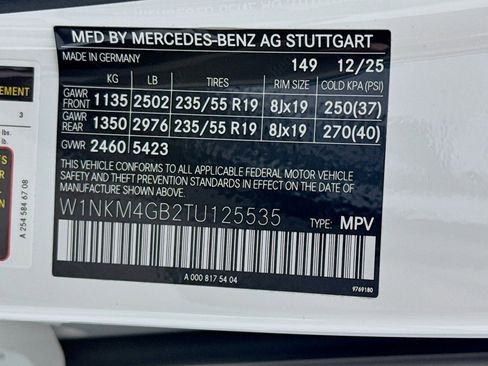 MFD BY MERCEDES-BENZ AG STUTTGART
MADE IN GERMANY 149 12/25
KG LB TIRES RIM SIZE COLD KPA (PSI)
GAWR FRONT 1135 2502 235/55 R19 8Jx19 250(37)
GAWR REAR 1350 2976 235/55 R19 8Jx19 270(40)
GVWR 2460 5423
THIS VEHICLE CONFORMS TO ALL APPLICABLE FEDERAL MOTOR VEHICLE
SAFETY AND THEFT PREVENTION STANDARDS IN EFFECT ON THE
DATE OF MANUFACTURE SHOWN ABOVE.
W1NKM4GB2TU125535 TYPE: MPV
A 000 817 54 04
9769180
EMENT
3
lbs.
lb.
A 254 584 67 08